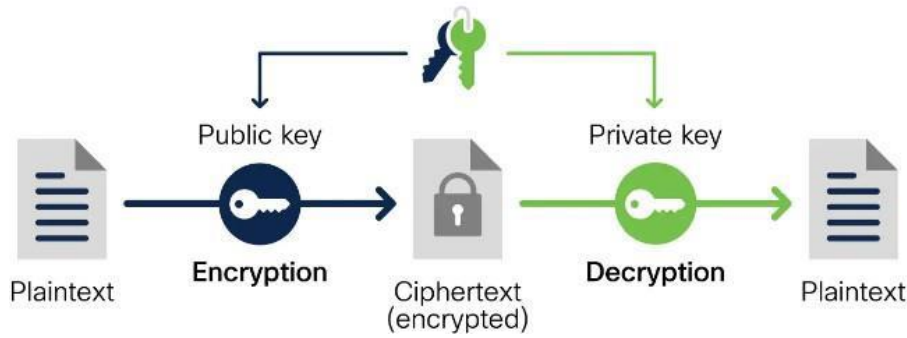 Public key
Private key
Encryption
Decryption
Plaintext
Ciphertext
(encrypted)
Plaintext